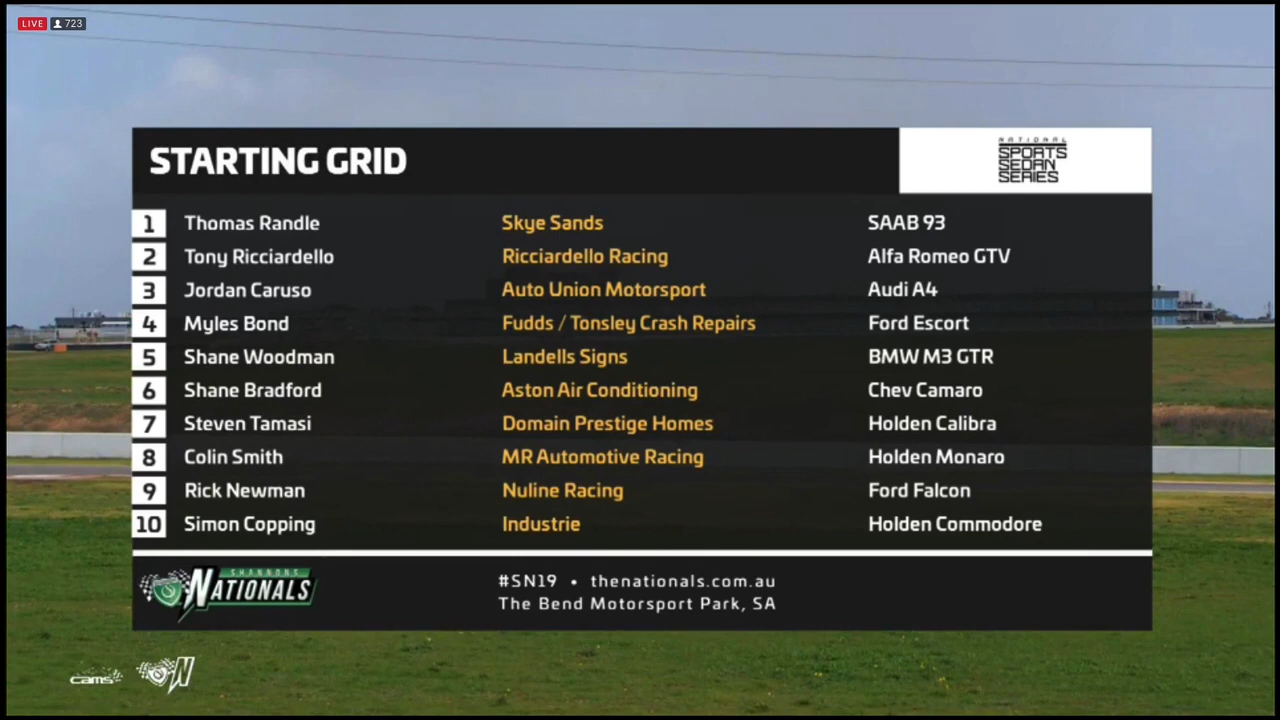 LIVE 723
STARTING GRID
NATIONAL
SPORTS
SEDAN
SERIES
1 Thomas Randle Skye Sands SAAB 93
2 Tony Ricciardello Ricciardello Racing Alfa Romeo GTV
3 Jordan Caruso Auto Union Motorsport Audi A4
4 Myles Bond Fudds / Tonsley Crash Repairs Ford Escort
5 Shane Woodman Landells Signs BMW M3 GTR
6 Shane Bradford Aston Air Conditioning Chev Camaro
7 Steven Tamasi Domain Prestige Homes Holden Calibra
8 Colin Smith MR Automotive Racing Holden Monaro
9 Rick Newman Nuline Racing Ford Falcon
10 Simon Copping Industrie Holden Commodore
SHANNONS
NATIONALS
#SN19 • thenationals.com.au
The Bend Motorsport Park, SA
cams
N